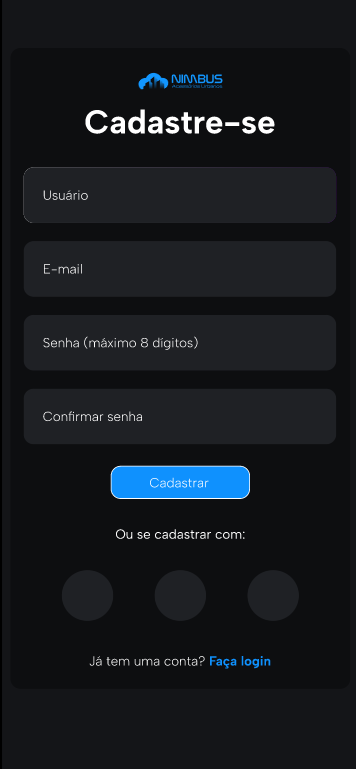 NIMBUS
Cadastre-se
Usuário
E-mail
Senha (máximo 8 dígitos)
Confirmar senha
Cadastrar
Ou se cadastrar com:
Já tem uma conta? Faça login